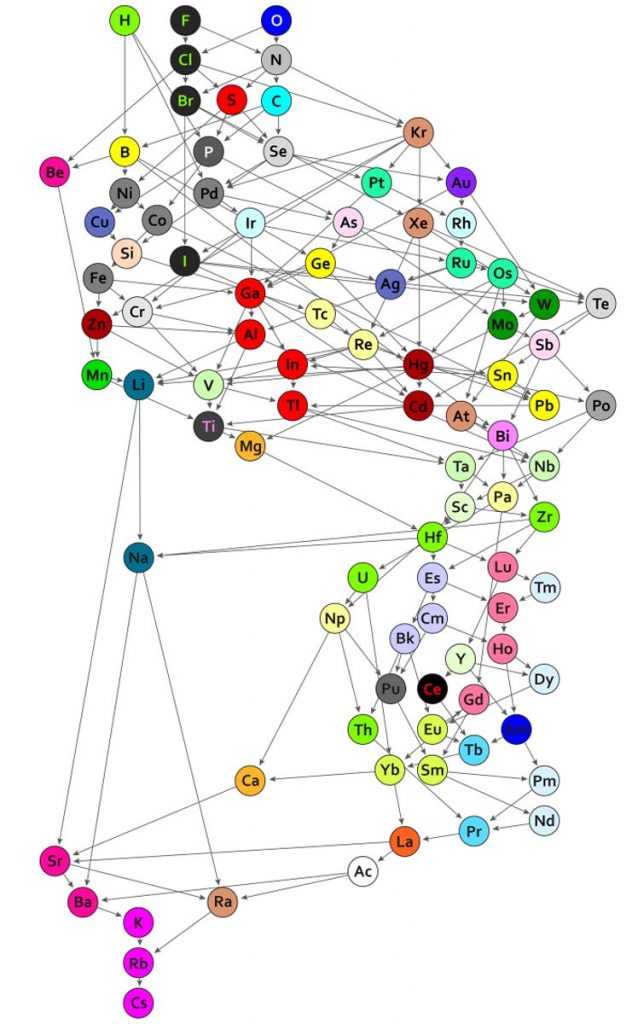 H F O
Cl N
Br S C
Kr
B P Se
Be Pt Au
Ni Pd
Cu Co Ir As Xe Rh
Si I Ge Ru Os
Fe Ga Ag W Te
Zn Cr Tc Mo
Al Re Sb
Mn Li V In Hg Sn
Ti Tl Cd At Pb Po
Mg Bi
Ta Nb
Sc Pa
Hf Zr
Na
U Es Lu Tm
Np Cm Er
Bk Ho
Y
Pu Ce Gd Dy
Th Eu
Tb
Ca Yb Sm Pm
Pr Nd
La
Sr Ac
Ba Ra
K
Rb
Cs